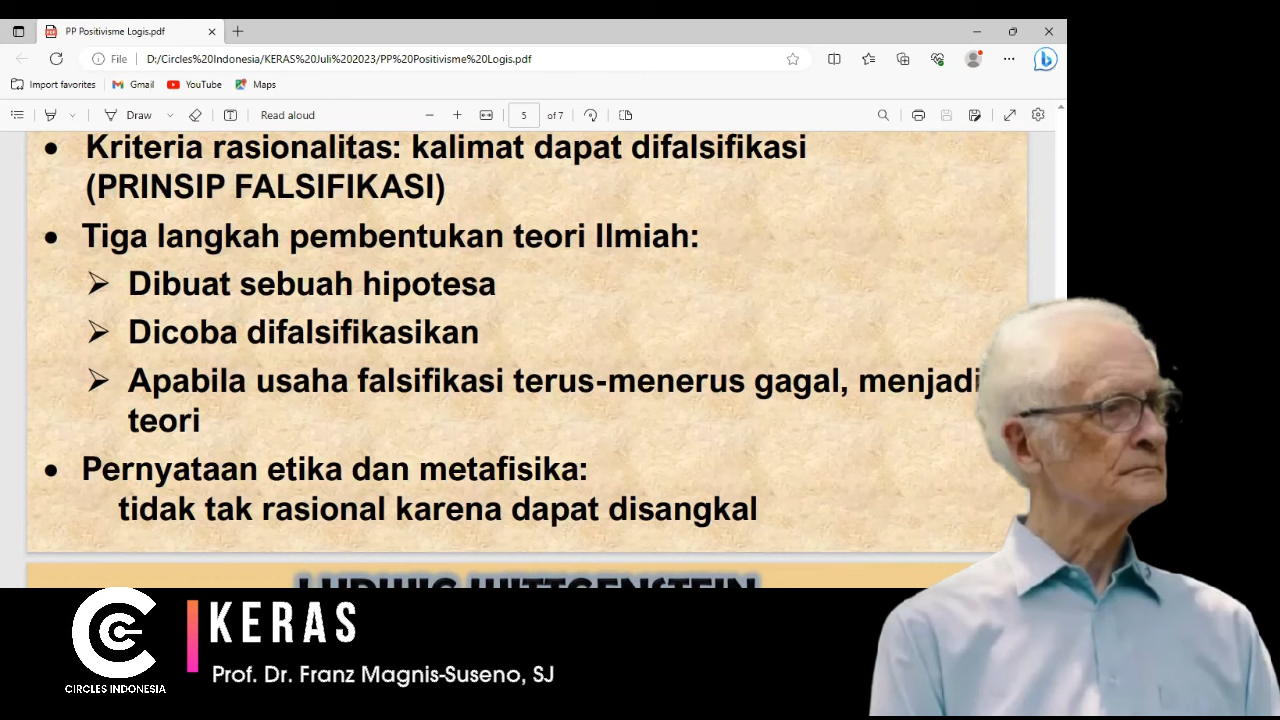 PP Positivisme Logis.pdf
File D:/Circles%20Indonesia/KERAS%20Juli%202023/PP%20Positivisme%20Logis.pdf
Import favorites Gmail YouTube Maps
Draw Read aloud 5 of 7
• Kriteria rasionalitas: kalimat dapat difalsifikasi
(PRINSIP FALSIFIKASI)
• Tiga langkah pembentukan teori Ilmiah:
➢ Dibuat sebuah hipotesa
➢ Dicoba difalsifikasikan
➢ Apabila usaha falsifikasi terus-menerus gagal, menjadi
teori
• Pernyataan etika dan metafisika:
tidak tak rasional karena dapat disangkal
LUDWIG WITTGENSTEIN
KERAS
Prof. Dr. Franz Magnis-Suseno, SJ
CIRCLES INDONESIA